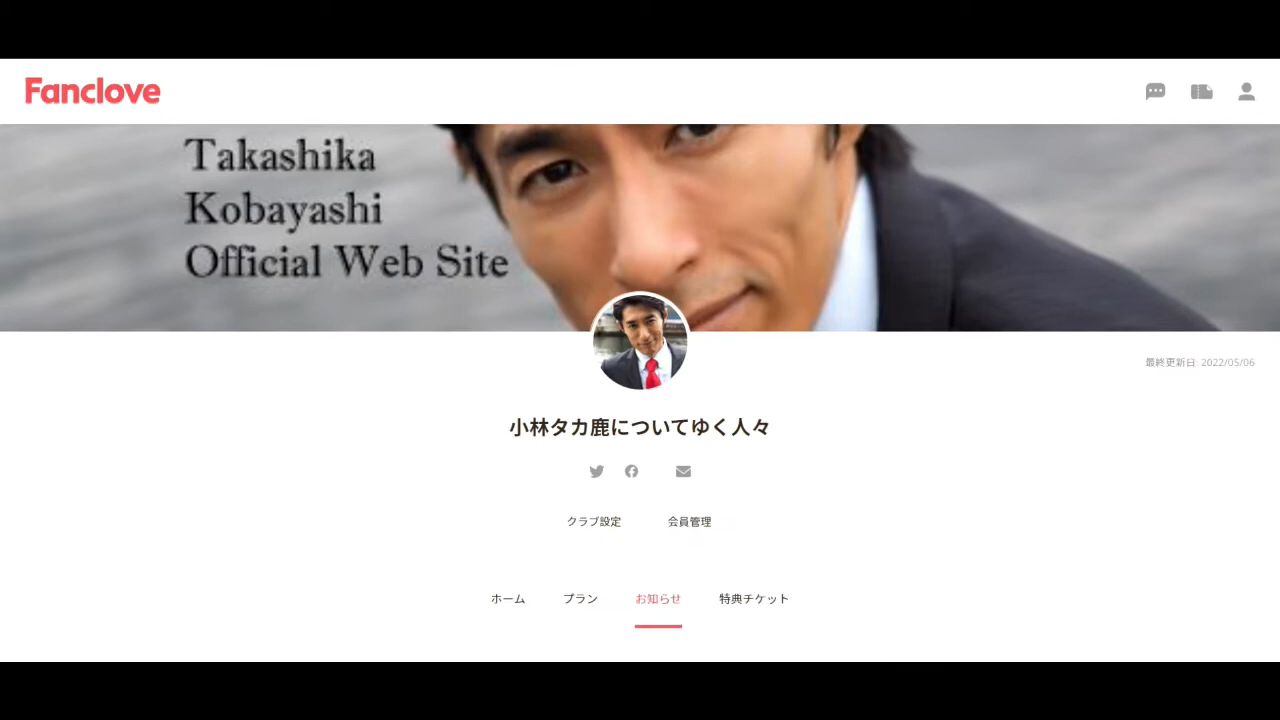 Fanclove
Takashika
Kobayashi
Official Web Site
最終更新日: 2022/05/06
小林タカ鹿についてゆく人々
クラブ設定 会員管理
ホーム プラン お知らせ 特典チケット